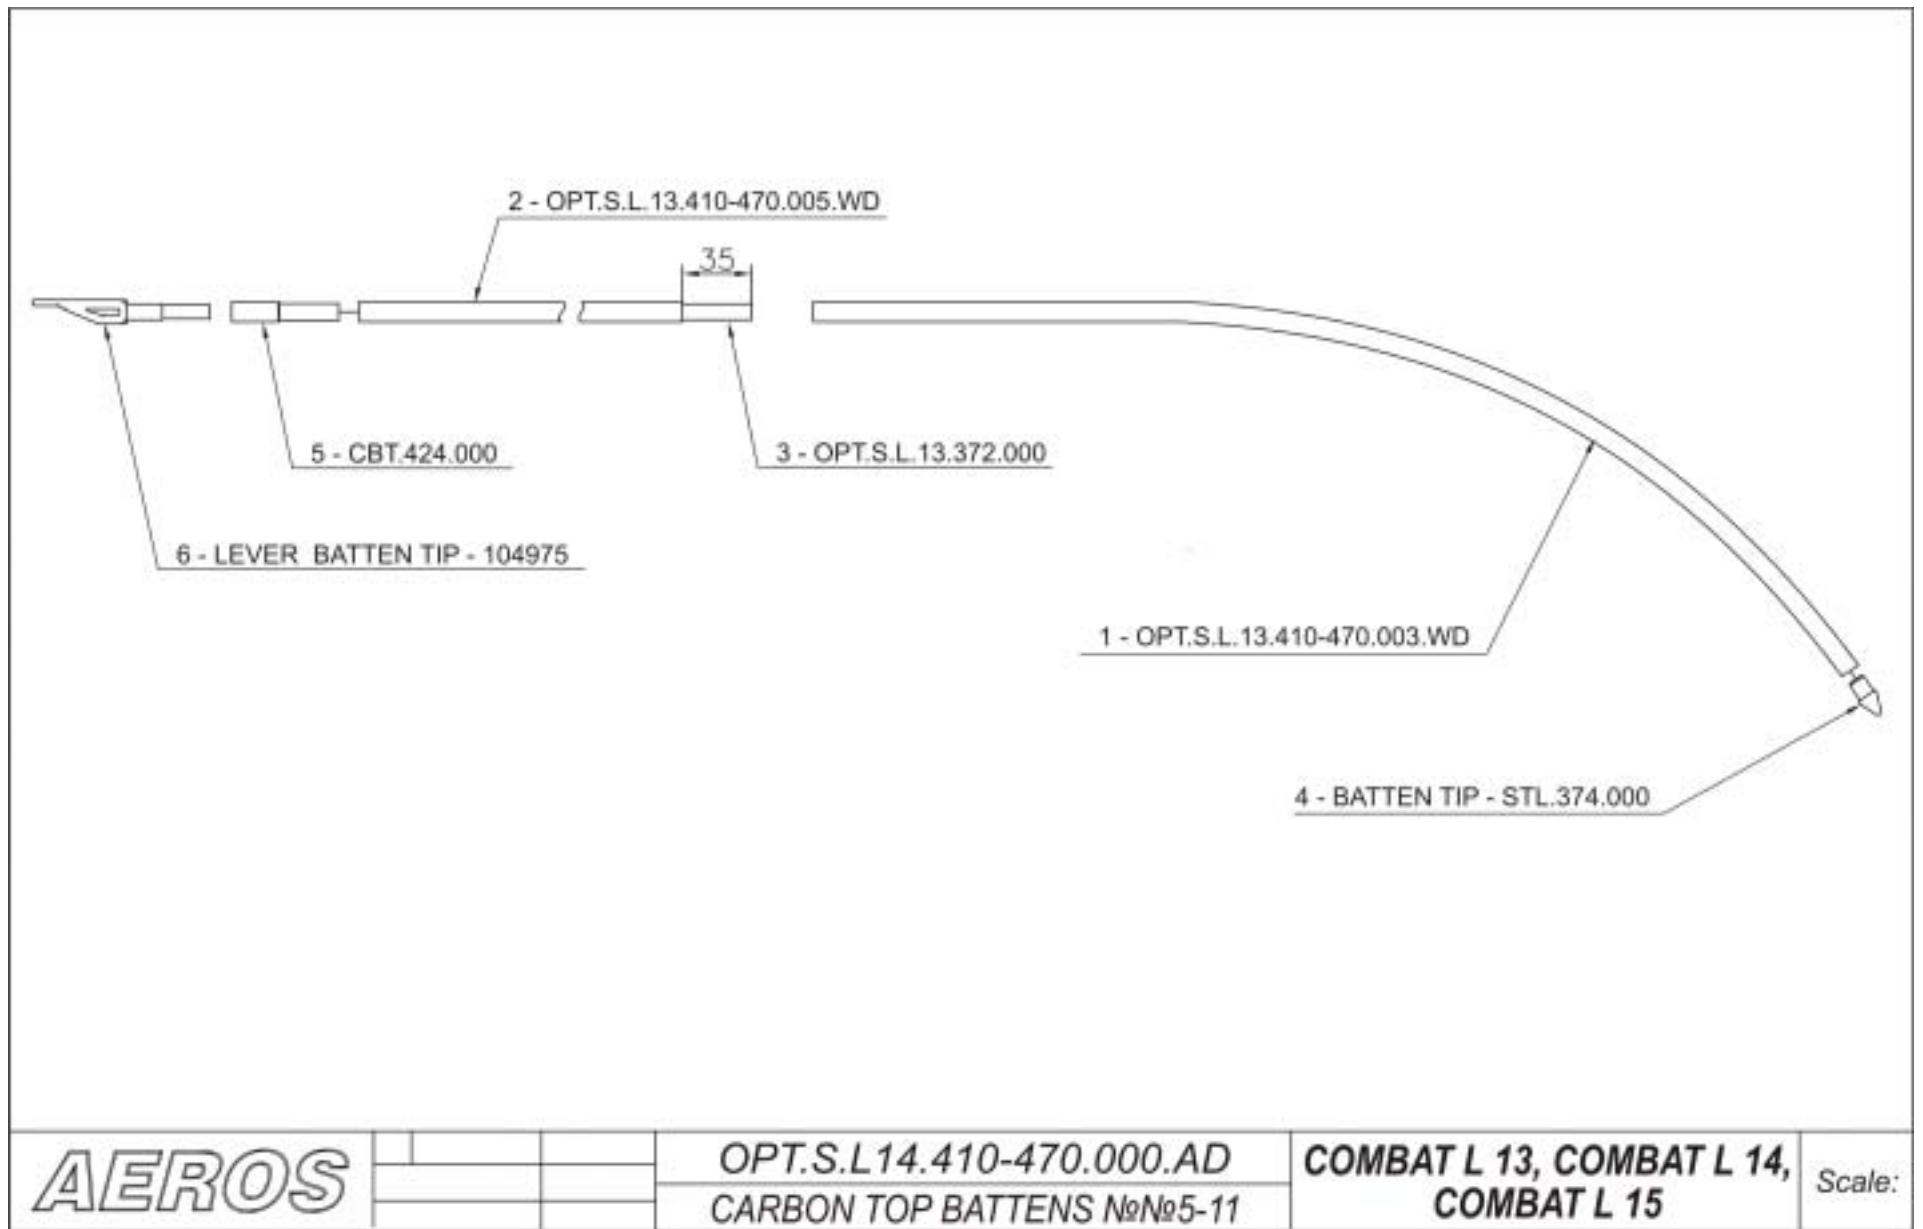 2 - OPT.S.L.13.410-470.005.WD
35
5 - CBT.424.000
3 - OPT.S.L.13.372.000
6 - LEVER BATTEN TIP - 104975
1 - OPT.S.L.13.410-470.003.WD
4 - BATTEN TIP - STL.374.000
AEROS
OPT.S.L14.410-470.000.AD
CARBON TOP BATTENS №№5-11
COMBAT L 13, COMBAT L 14,
COMBAT L 15
Scale: